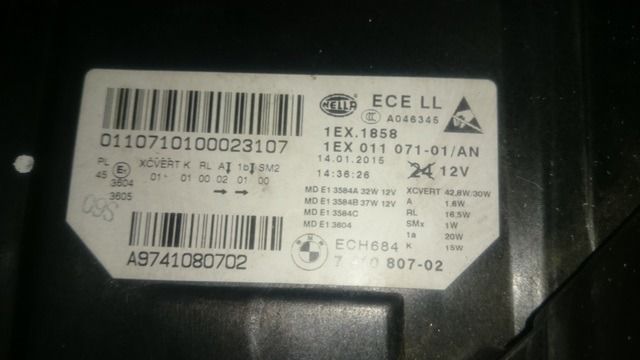 HELLA
ECE LL
A046345
1EX.1858
1EX 011 071-01/AN
14.01.2015
14:36:26
24 12V
0110710100023107
PL XCVERT K RL A 1b SM2
45 3604 01 01 00 02 01 00
3605
MD E1 3584A 32W 12V
MD E1 3584B 37W 12V
MD E1 3584C
MD E1 3604
XCVERT 42,8W/30W
A 1.6W
RL 16,5W
SMx 1W
1a 20W
K 15W
A9741080702
BMW
ECH684
807-02